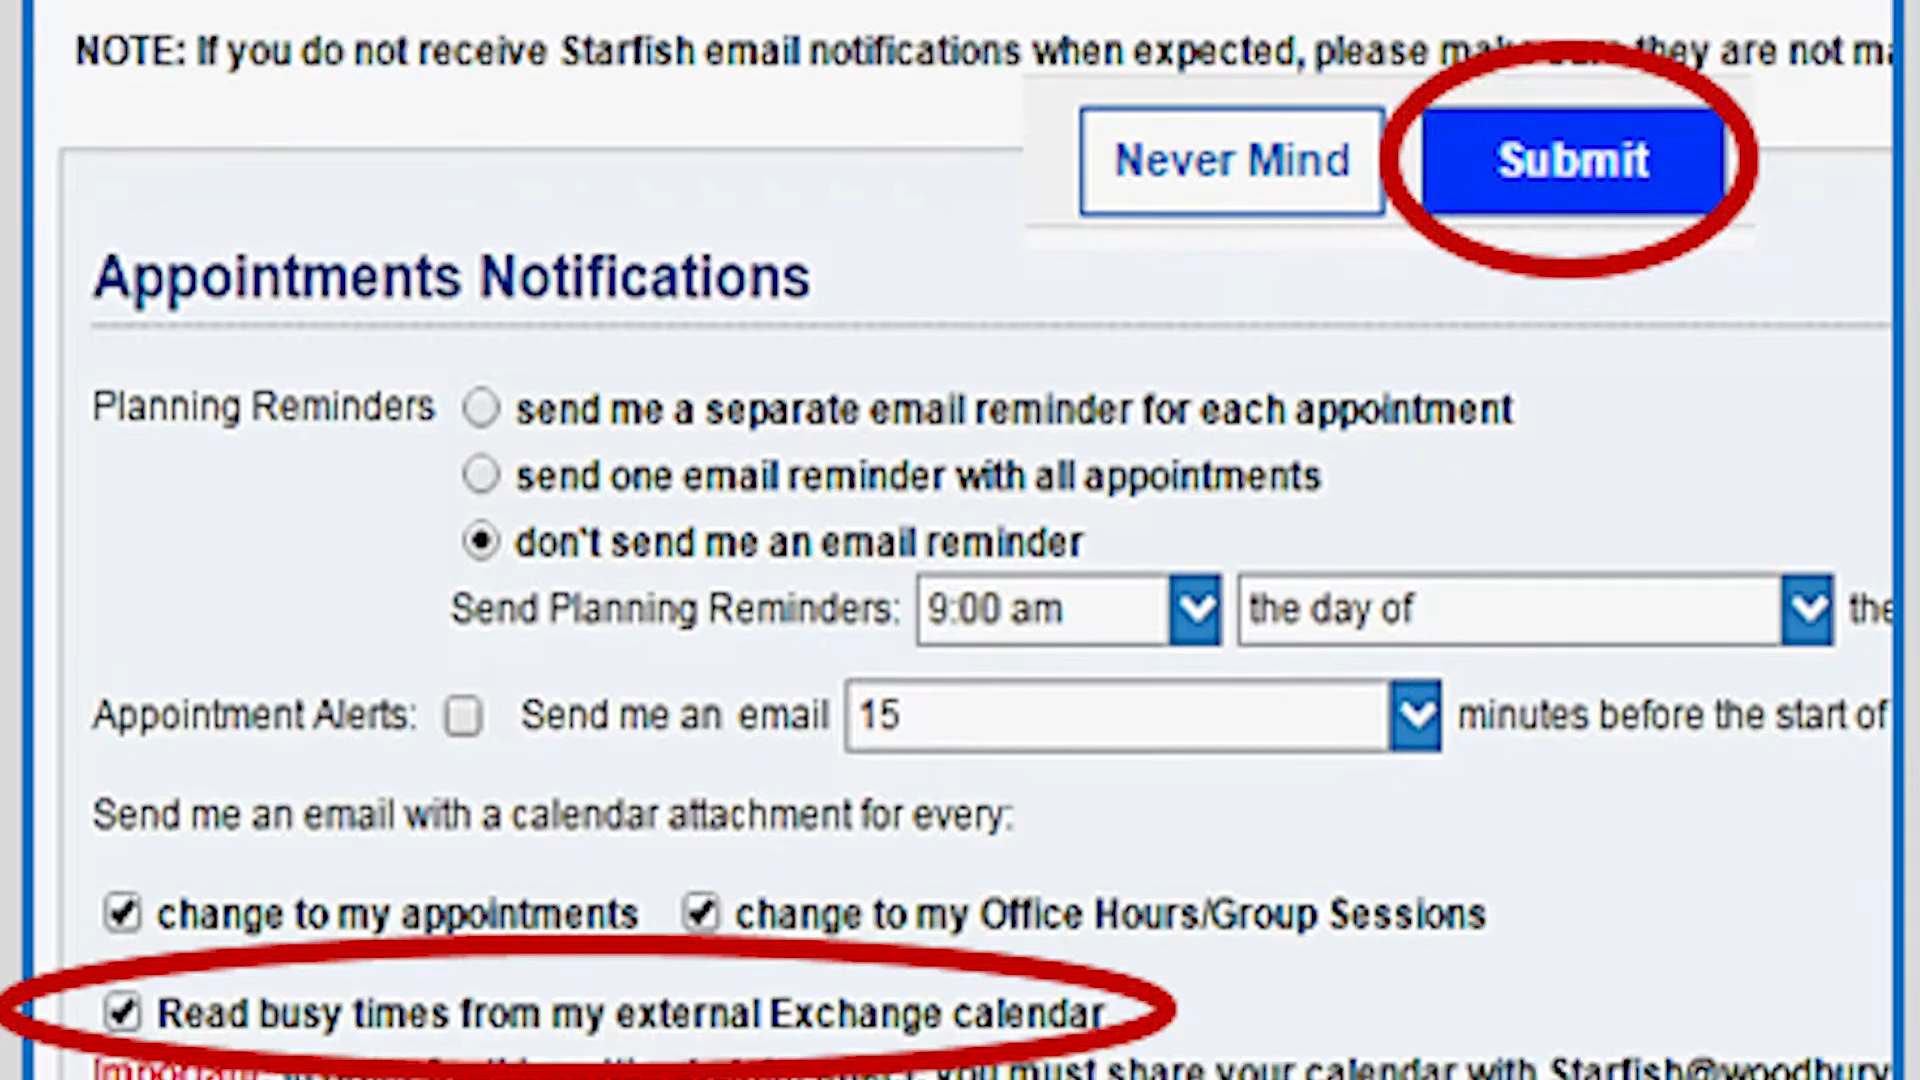 NOTE: If you do not receive Starfish email notifications when expected, please they are not
Never Mind Submit
Appointments Notifications
Planning Reminders send me a separate email reminder for each appointment
send one email reminder with all appointments
don't send me an email reminder
Send Planning Reminders: 9:00 am the day of the
Appointment Alerts: Send me an email 15 minutes before the start of
Send me an email with a calendar attachment for every:
change to my appointments change to my Office Hours/Group Sessions
Read busy times from my external Exchange calendar
Important: you must share your calendar with Starfish@woodbury